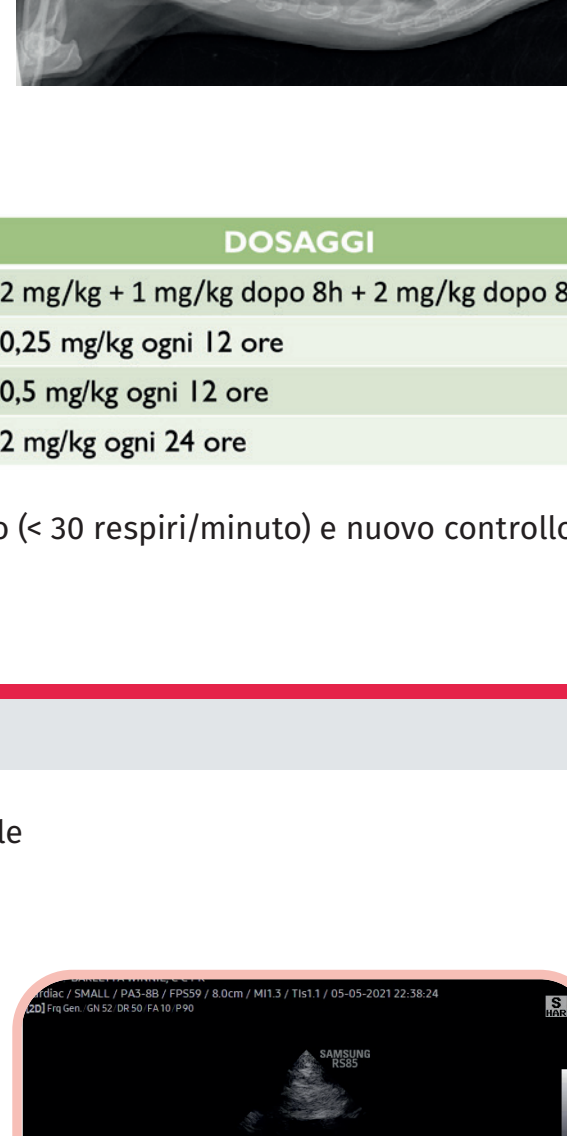 DOSAGGI
2 mg/kg + 1 mg/kg dopo 8h + 2 mg/kg dopo 8
0,25 mg/kg ogni 12 ore
0,5 mg/kg ogni 12 ore
2 mg/kg ogni 24 ore
o (< 30 respiri/minuto) e nuovo controllo
le
rdiac / SMALL / PA3-8B / FPS59 / 8.0cm / MI1.3 / TIs1.1 / 05-05-2021 22:38:24
[2D] Frq Gen. / GN 52 / DR 50 / FA 10 / P 90
S
HAR
SAMSUNG
RS85